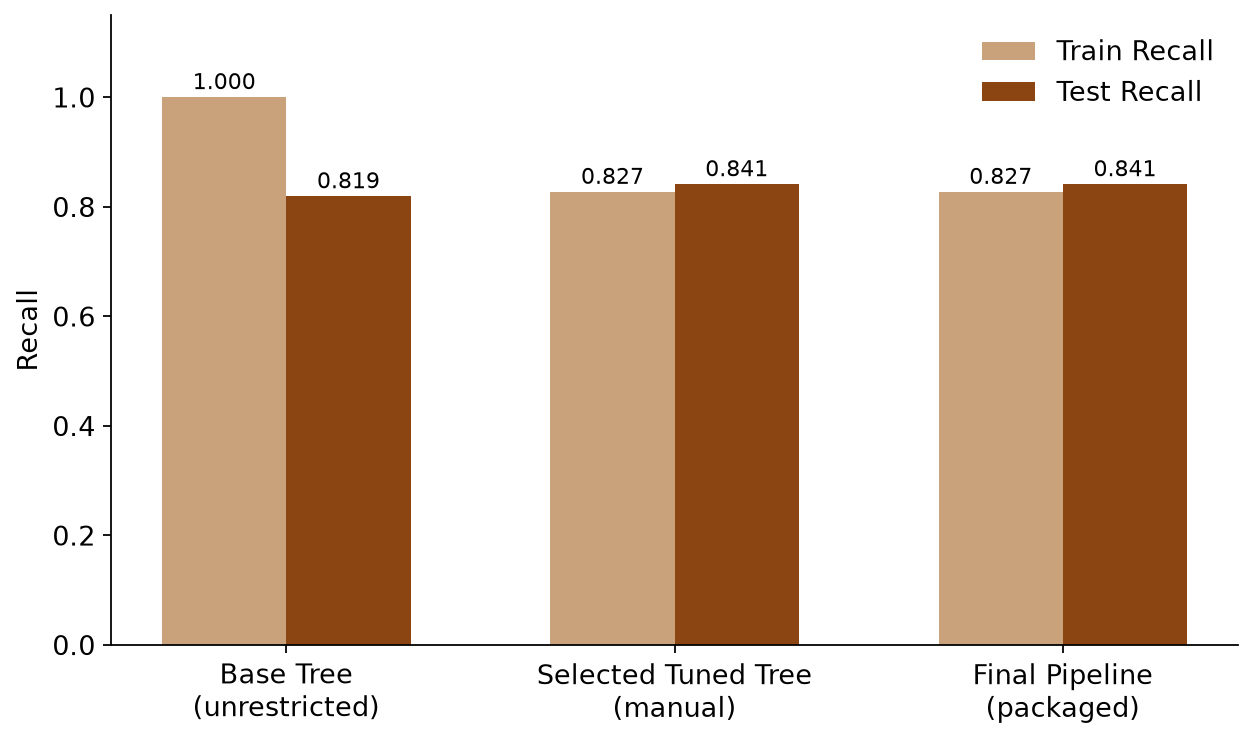 Train Recall
Test Recall
1.000
0.819
0.827
0.841
0.827
0.841
Recall
1.0
0.8
0.6
0.4
0.2
0.0
Base Tree
(unrestricted)
Selected Tuned Tree
(manual)
Final Pipeline
(packaged)